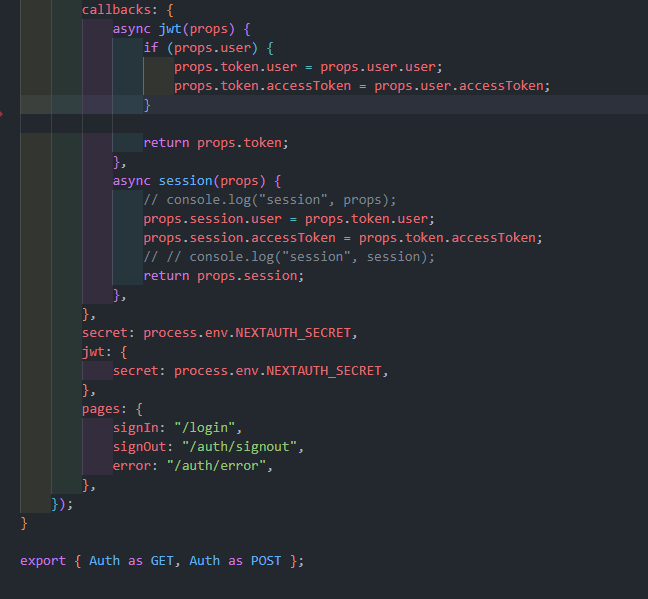 callbacks: {
async jwt(props) {
if (props.user) {
props.token.user = props.user.user;
props.token.accessToken = props.user.accessToken;
}
return props.token;
},
async session(props) {
// console.log("session", props);
props.session.user = props.token.user;
props.session.accessToken = props.token.accessToken;
// // console.log("session", session);
return props.session;
},
},
secret: process.env.NEXTAUTH_SECRET,
jwt: {
secret: process.env.NEXTAUTH_SECRET,
},
pages: {
signIn: "/login",
signOut: "/auth/signout",
error: "/auth/error",
},
});
}
export { Auth as GET, Auth as POST };